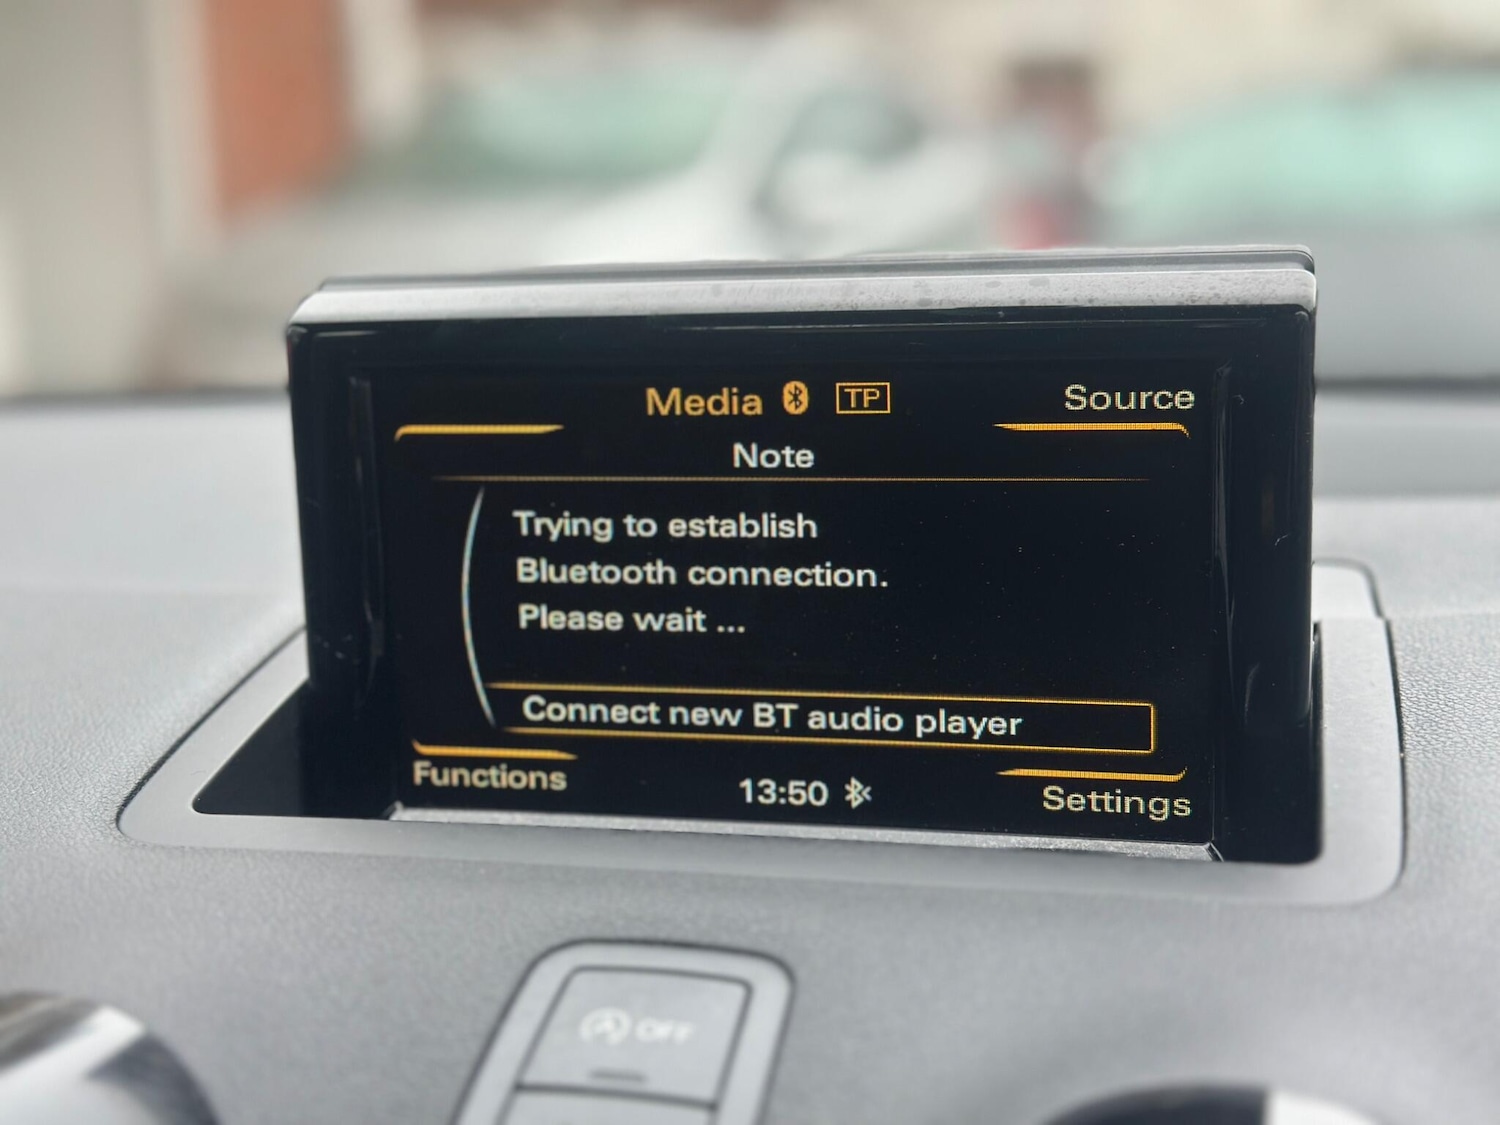 Media TP Source
Note
Trying to establish
Bluetooth connection.
Please wait ...
Connect new BT audio player
Functions 13:50 Settings
A OFF